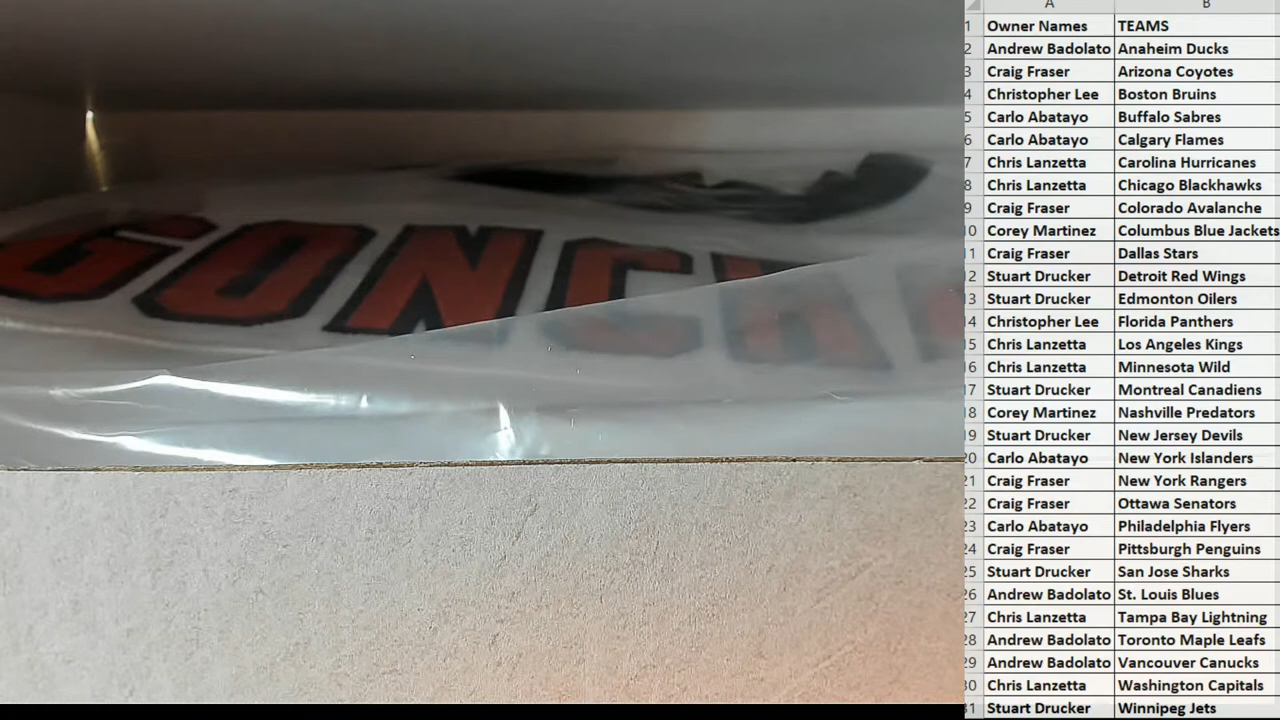 GONCH
A B
1 Owner Names TEAMS
2 Andrew Badolato Anaheim Ducks
3 Craig Fraser Arizona Coyotes
4 Christopher Lee Boston Bruins
5 Carlo Abatayo Buffalo Sabres
6 Carlo Abatayo Calgary Flames
7 Chris Lanzetta Carolina Hurricanes
8 Chris Lanzetta Chicago Blackhawks
9 Craig Fraser Colorado Avalanche
10 Corey Martinez Columbus Blue Jackets
11 Craig Fraser Dallas Stars
12 Stuart Drucker Detroit Red Wings
13 Stuart Drucker Edmonton Oilers
14 Christopher Lee Florida Panthers
15 Chris Lanzetta Los Angeles Kings
16 Chris Lanzetta Minnesota Wild
17 Stuart Drucker Montreal Canadiens
18 Corey Martinez Nashville Predators
19 Stuart Drucker New Jersey Devils
20 Carlo Abatayo New York Islanders
21 Craig Fraser New York Rangers
22 Craig Fraser Ottawa Senators
23 Carlo Abatayo Philadelphia Flyers
24 Craig Fraser Pittsburgh Penguins
25 Stuart Drucker San Jose Sharks
26 Andrew Badolato St. Louis Blues
27 Chris Lanzetta Tampa Bay Lightning
28 Andrew Badolato Toronto Maple Leafs
29 Andrew Badolato Vancouver Canucks
30 Chris Lanzetta Washington Capitals
31 Stuart Drucker Winnipeg Jets